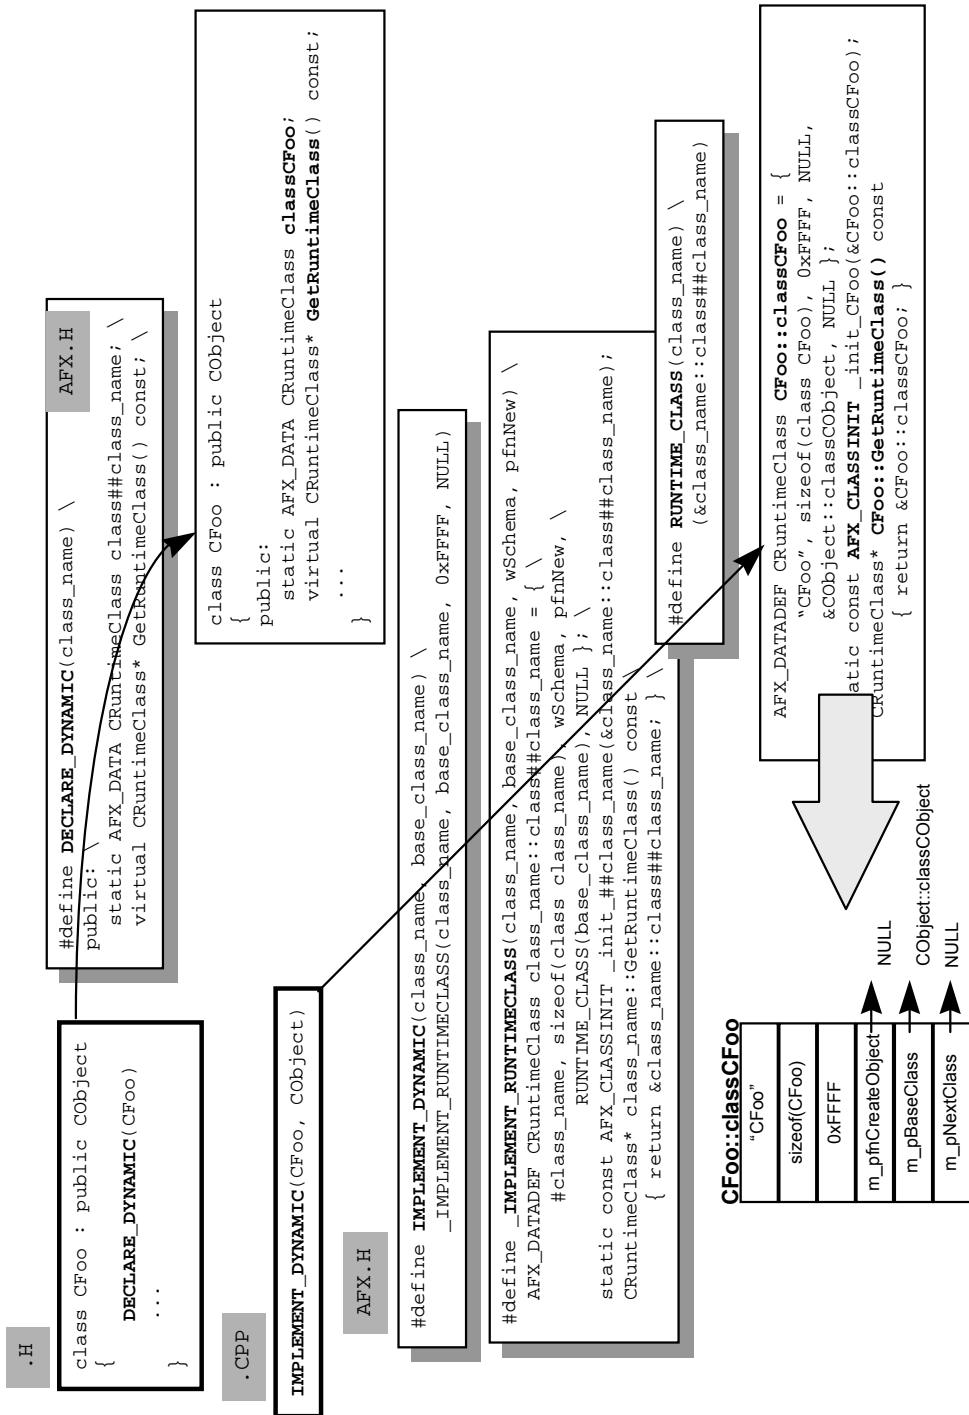 .H
class CFoo : public CObject
{
DECLARE_DYNAMIC(CFoo)
...
}
AFX.H
#define DECLARE_DYNAMIC(class_name) \
public: \
static AFX_DATA CRuntimeClass class##class_name; \
virtual CRuntimeClass* GetRuntimeClass() const; \
class CFoo : public CObject
{
public:
static AFX_DATA CRuntimeClass classCFoo;
virtual CRuntimeClass* GetRuntimeClass() const;
...
}
.CPP
IMPLEMENT_DYNAMIC(CFoo, CObject)
AFX.H
#define IMPLEMENT_DYNAMIC(class_name, base_class_name) \
_IMPLEMENT_RUNTIMECLASS(class_name, base_class_name, 0xFFFF, NULL)
#define _IMPLEMENT_RUNTIMECLASS(class_name, base_class_name, wSchema, pfnNew) \
AFX_DATADEF CRuntimeClass class_name::class##class_name = { \
#class_name, sizeof(class class_name), wSchema, pfnNew, \
RUNTIME_CLASS(base_class_name), NULL }; \
static const AFX_CLASSINIT _init_##class_name(&class_name::class##class_name);
CRuntimeClass* class_name::GetRuntimeClass() const \
{ return &class_name::class##class_name; } \
#define RUNTIME_CLASS(class_name) \
(&class_name::class##class_name)
AFX_DATADEF CRuntimeClass CFoo::classCFoo = {
“CFoo”, sizeof(class CFoo), 0xFFFF, NULL,
&CObject::classCObject, NULL };
atic const AFX_CLASSINIT _init_CFoo(&CFoo::classCFoo);
CRuntimeClass* CFoo::GetRuntimeClass() const
{ return &CFoo::classCFoo; }
CFoo::classCFoo
“CFoo”
sizeof(CFoo)
0xFFFF
m_pfnCreateObject
NULL
m_pBaseClass
CObject::classCObject
m_pNextClass
NULL